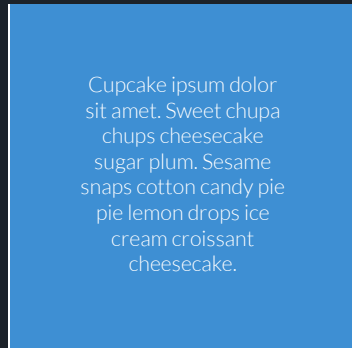 Cupcake ipsum dolor
sit amet. Sweet chupa
chups cheesecake
sugar plum. Sesame
snaps cotton candy pie
pie lemon drops ice
cream croissant
cheesecake.